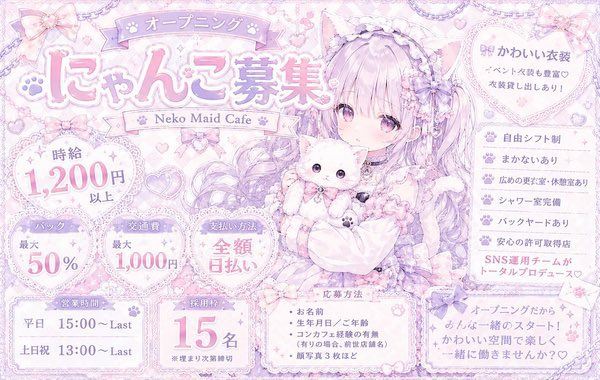 オープニング
にゃんこ募集
Neko Maid Cafe
時給
1,200円
以上
バック
最大
50%
交通費
最大
1,000円
支払い方法
全額
日払い
営業時間
平日 15:00〜Last
土日祝 13:00〜Last
採用枠
15名
※埋まり次第締切
応募方法
・お名前
・生年月日／ご年齢
・コンカフェ経験の有無
(有りの場合、前世店舗名)
・顔写真3枚ほど
かわいい衣装
イベント衣装も豊富♡
衣装貸し出しあり!
自由シフト制
まかないあり
広めの更衣室・休憩室あり
シャワー室完備
バックヤードあり
安心の許可取得店
SNS運用チームが
トータルプロデュース♡
オープニングだから
みんな一緒のスタート!
かわいい空間で楽しく
一緒に働きませんか?♡